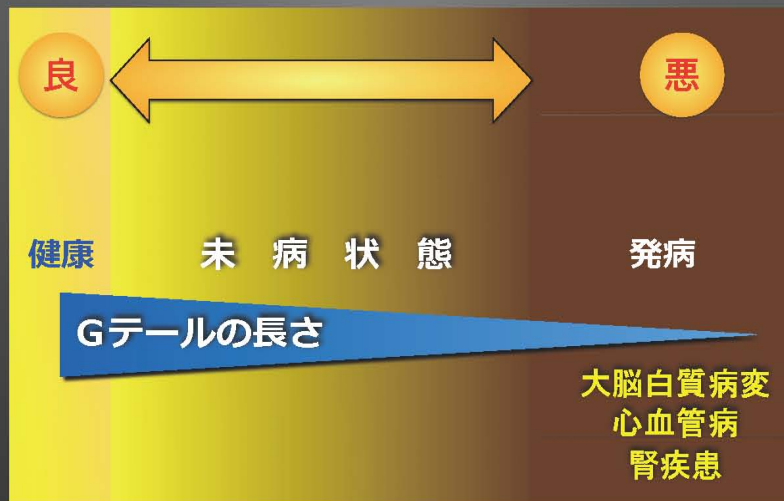 良 悪
健康 未病状態 発病
Gテールの長さ
大脳白質病変
心血管病
腎疾患